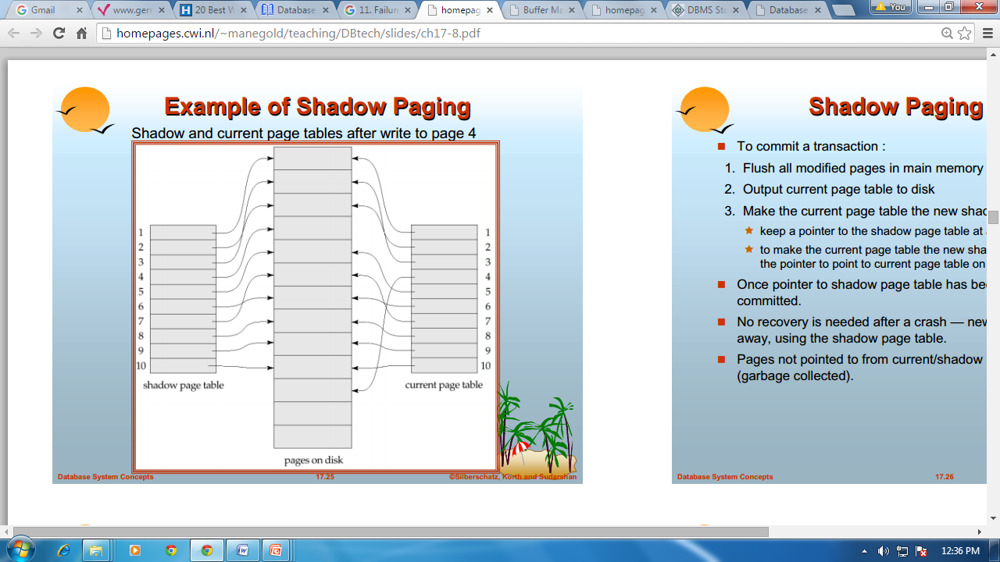 Gmail
www.geri
20 Best W
Database
11. Failur
homepag
Buffer Ma
homepag
DBMS Sto
Database
You
homepages.cwi.nl/~manegold/teaching/DBtech/slides/ch17-8.pdf
Example of Shadow Paging
Shadow and current page tables after write to page 4
1
2
3
4
5
6
7
8
9
10
shadow page table
pages on disk
1
2
3
4
5
6
7
8
9
10
current page table
Database System Concepts
17.25
©Silberschatz, Korth and Sudarshan
Shadow Paging
To commit a transaction :
1. Flush all modified pages in main memory
2. Output current page table to disk
3. Make the current page table the new shad
keep a pointer to the shadow page table at
to make the current page table the new sha
the pointer to point to current page table on
Once pointer to shadow page table has bee
committed.
No recovery is needed after a crash — new
away, using the shadow page table.
Pages not pointed to from current/shadow
(garbage collected).
Database System Concepts
17.26
12:36 PM